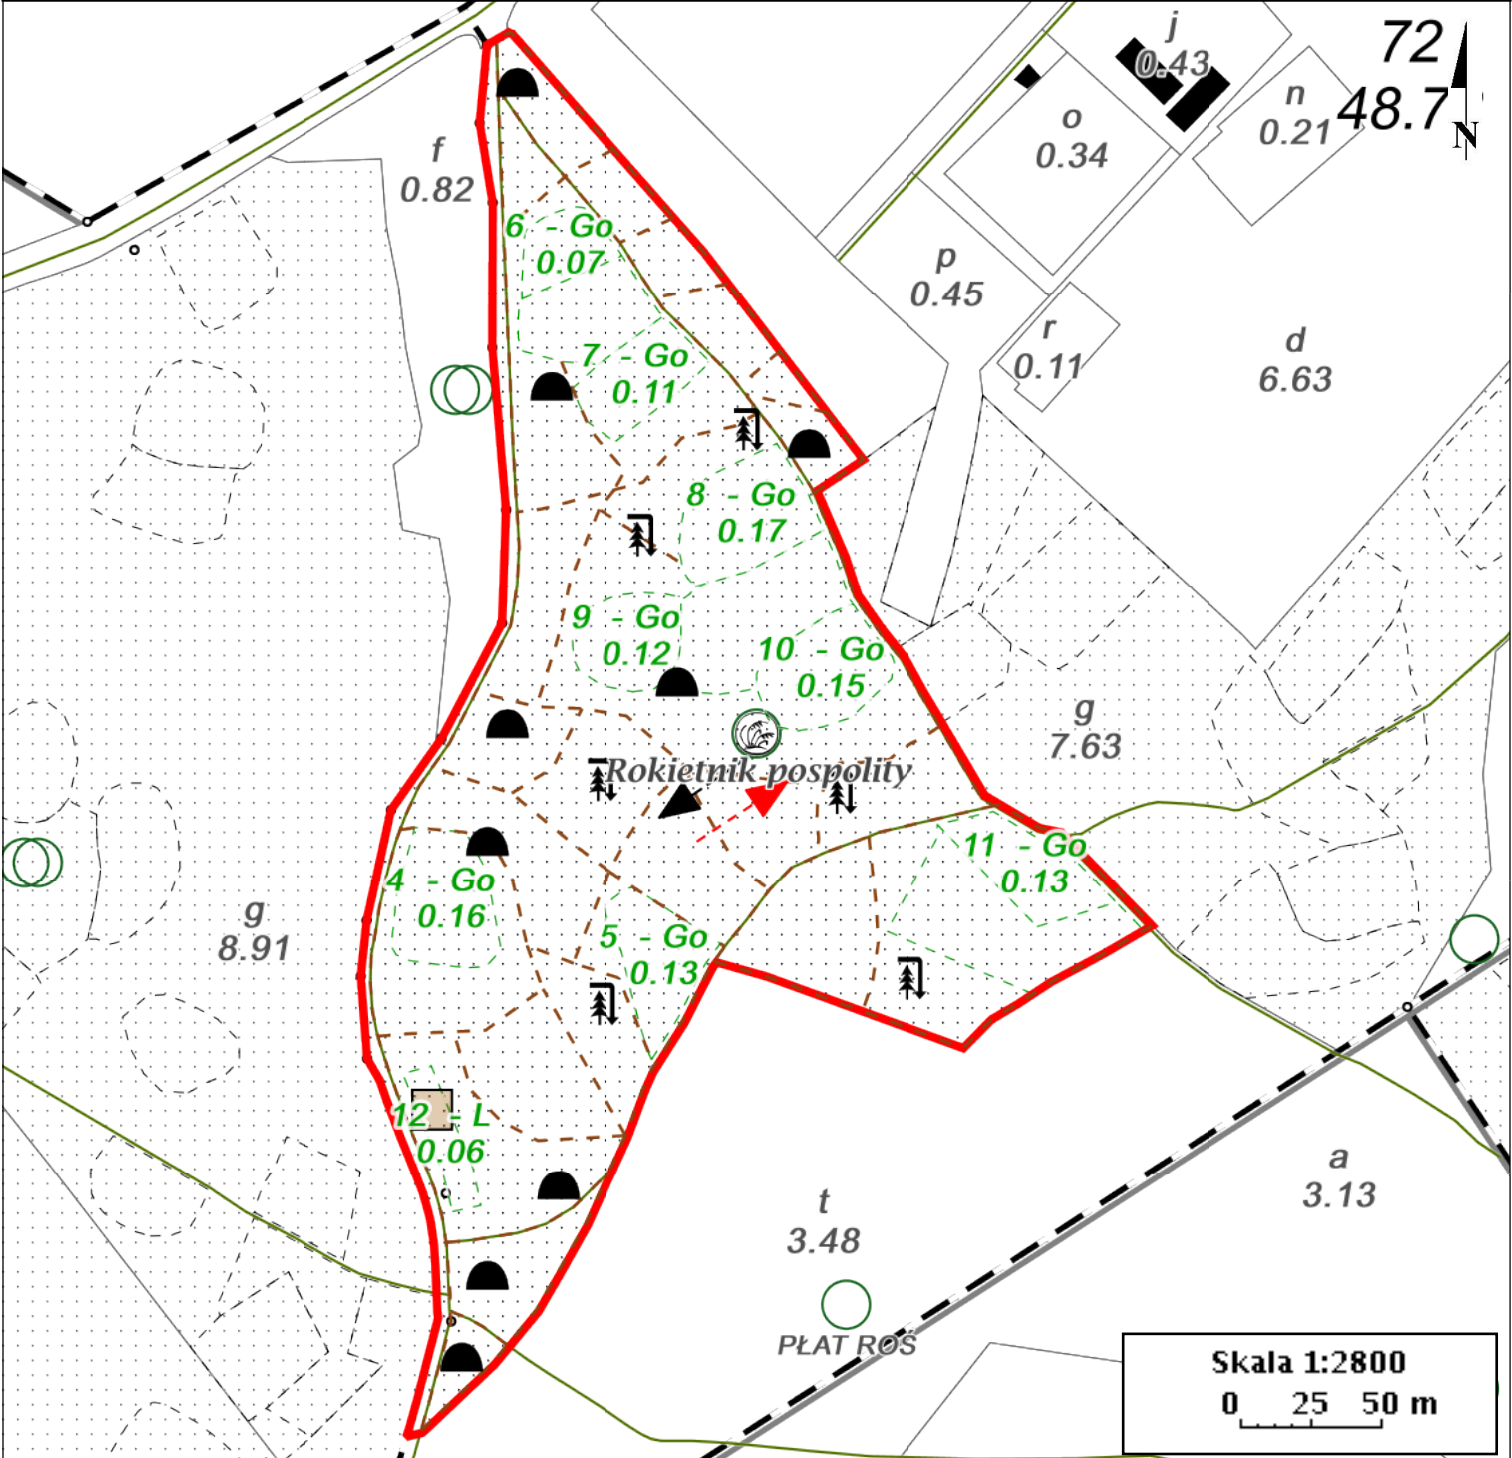 j
0.43
72
48.7
N
n
0.21
o
0.34
f
0.82
6 - Go
0.07
p
0.45
r
0.11
d
6.63
7 - Go
0.11
8 - Go
0.17
9 - Go
0.12
10 - Go
0.15
g
7.63
Rokietnik pospolity
11 - Go
0.13
4 - Go
0.16
g
8.91
5 - Go
0.13
12 - L
0.06
a
3.13
t
3.48
PŁAT ROŚ
Skala 1:2800
0 25 50 m